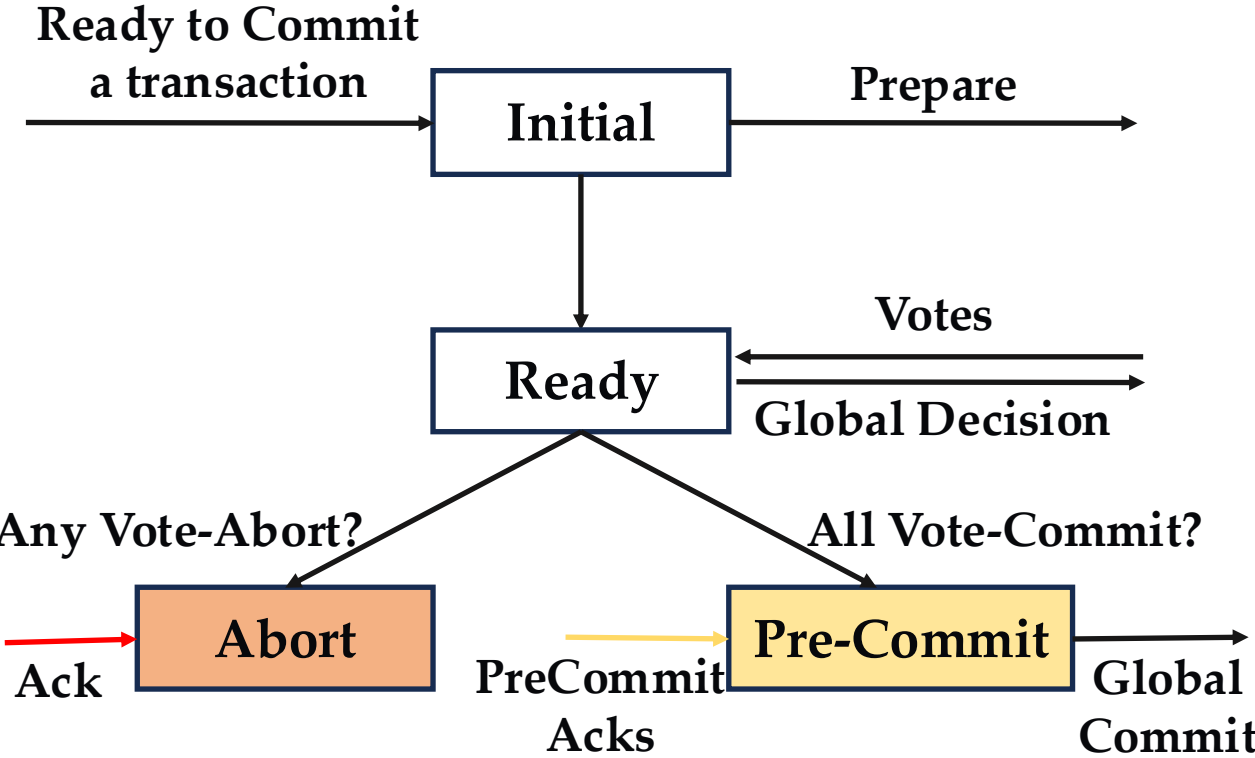 Ready to Commit
a transaction
Initial
Prepare
Votes
Ready
Global Decision
Any Vote-Abort?
All Vote-Commit?
Abort
Pre-Commit
Ack
PreCommit
Acks
Global
Commit